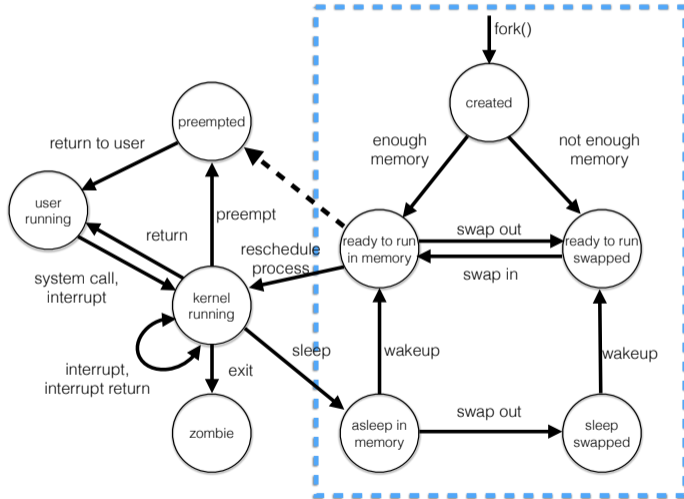 fork()
created
preempted
enough
memory
not enough
memory
return to user
user
running
return
preempt
ready to run
in memory
swap out
swap in
ready to run
swapped
reschedule
process
system call,
interrupt
kernel
running
interrupt,
interrupt return
exit
sleep
wakeup
wakeup
zombie
asleep in
memory
swap out
sleep
swapped